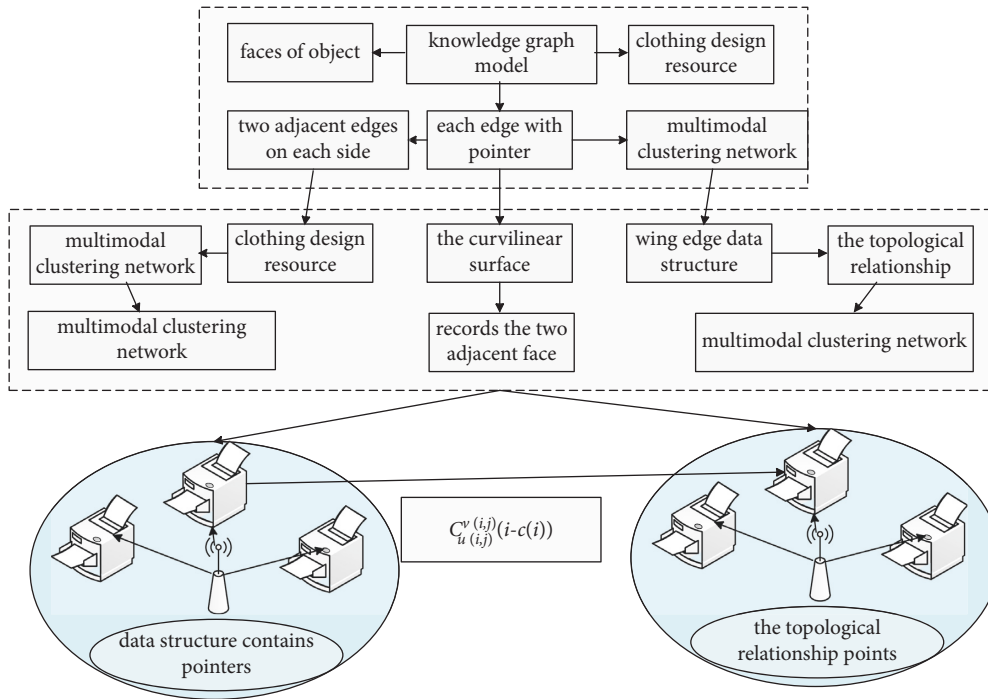 faces of object
knowledge graph
model
clothing design
resource
two adjacent edges
on each side
each edge with
pointer
multimodal
clustering network
multimodal
clustering network
clothing design
resource
the curvilinear
surface
wing edge data
structure
the topological
relationship
multimodal clustering
network
records the two
adjacent face
multimodal clustering network
C_{u (i,j)}^{v (i,j)}(i-c(i))
data structure contains
pointers
the topological
relationship points